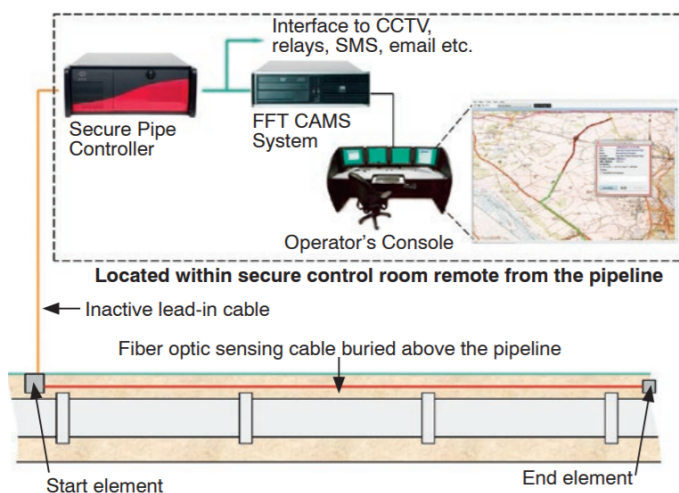 Interface to CCTV,
relays, SMS, email etc.
Secure Pipe
Controller
FFT CAMS
System
Operator's Console
Located within secure control room remote from the pipeline
Inactive lead-in cable
Fiber optic sensing cable buried above the pipeline
Start element
End element